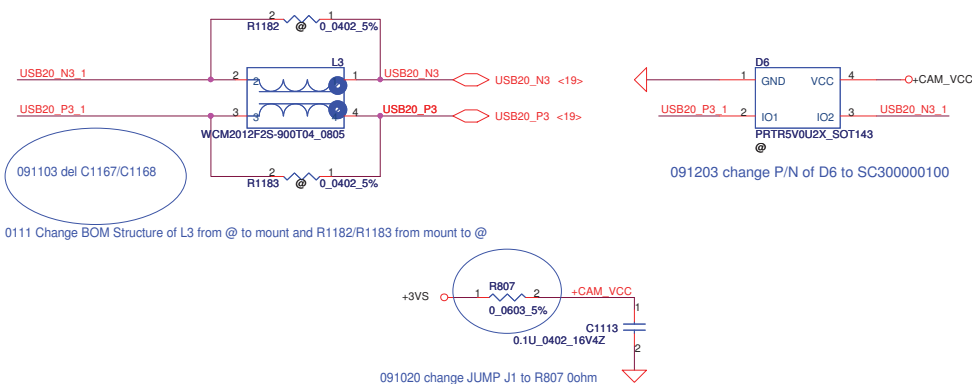 2 1
R1182 @ 0_0402_5%
L3
USB20_N3_1 2 2 1 USB20_N3 USB20_N3 <19>
USB20_P3_1 3 3 4 USB20_P3 USB20_P3 <19>
WCM2012F2S-900T04_0805
2 1
R1183 @ 0_0402_5%
091103 del C1167/C1168
0111 Change BOM Structure of L3 from @ to mount and R1182/R1183 from mount to @
D6
1 GND VCC 4 +CAM_VCC
USB20_P3_1 2 IO1 IO2 3 USB20_N3_1
PRTR5V0U2X_SOT143
@
091203 change P/N of D6 to SC300000100
R807
+3VS 1 2 +CAM_VCC
0_0603_5%
1
C1113
0.1U_0402_16V4Z
2
091020 change JUMP J1 to R807 0ohm